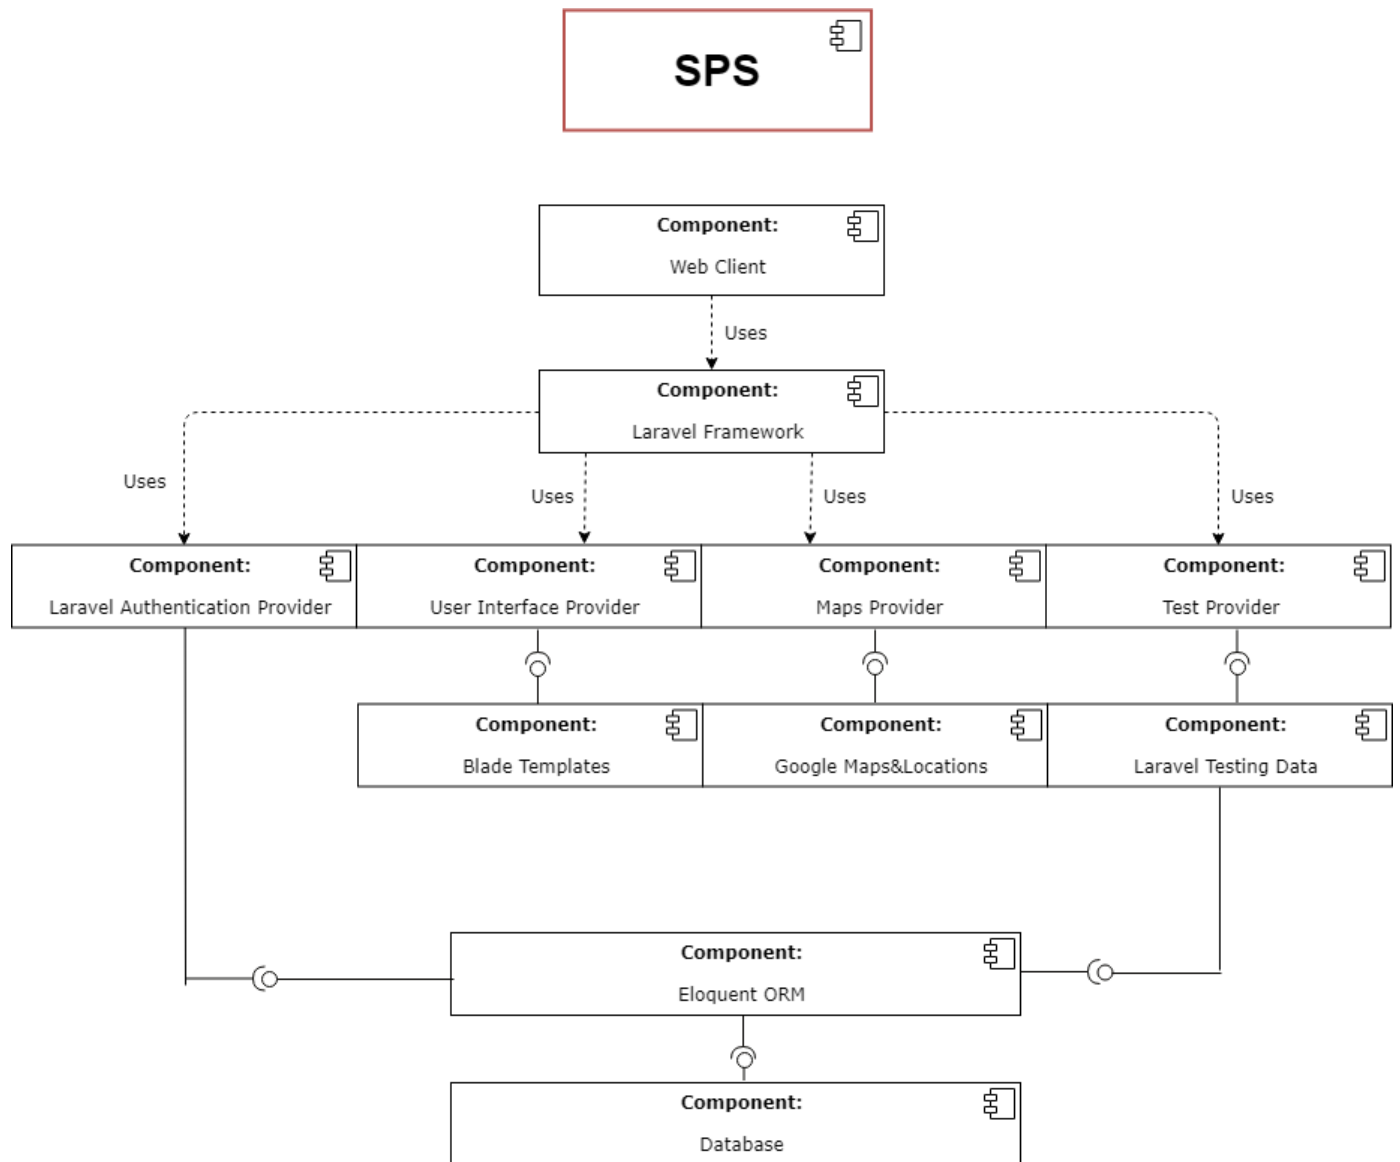 SPS
Component:
Web Client
Uses
Component:
Laravel Framework
Uses
Uses
Uses
Uses
Component:
Laravel Authentication Provider
Component:
User Interface Provider
Component:
Maps Provider
Component:
Test Provider
Component:
Blade Templates
Component:
Google Maps&Locations
Component:
Laravel Testing Data
Component:
Eloquent ORM
Component:
Database